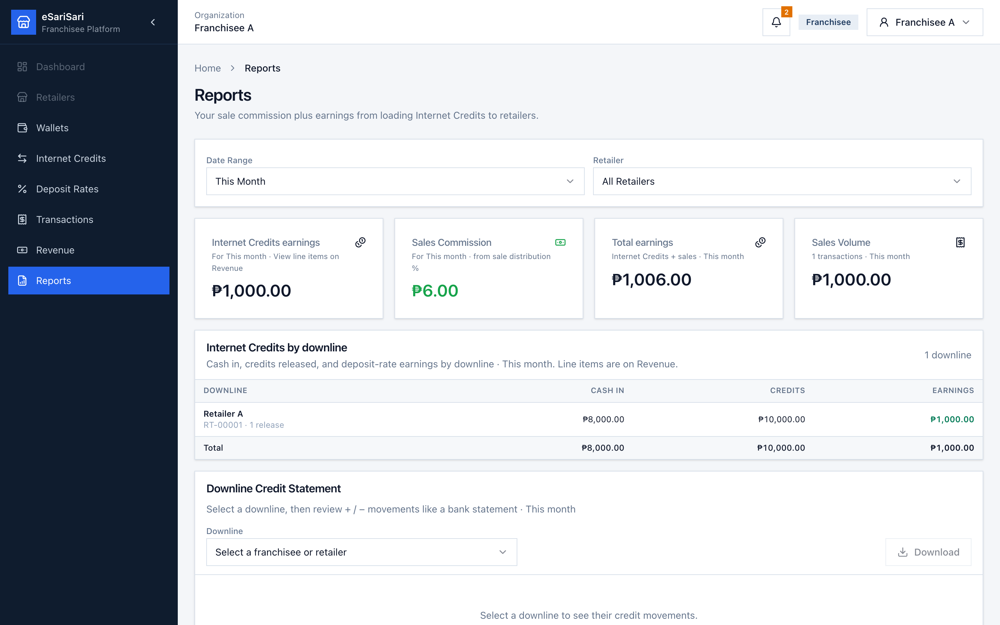 eSariSari
Franchisee Platform
Dashboard
Retailers
Wallets
Internet Credits
Deposit Rates
Transactions
Revenue
Reports
Organization
Franchisee A
2
Franchisee
Franchisee A
Home > Reports
Reports
Your sale commission plus earnings from loading Internet Credits to retailers.
Date Range
This Month
Retailer
All Retailers
Internet Credits earnings
For This month · View line items on
Revenue
₱1,000.00
Sales Commission
For This month · from sale distribution
%
₱6.00
Total earnings
Internet Credits + sales · This month
₱1,006.00
Sales Volume
1 transactions · This month
₱1,000.00
Internet Credits by downline
Cash in, credits released, and deposit-rate earnings by downline · This month. Line items are on Revenue.
1 downline
DOWNLINE CASH IN CREDITS EARNINGS
Retailer A
RT-00001 · 1 release
₱8,000.00 ₱10,000.00 ₱1,000.00
Total ₱8,000.00 ₱10,000.00 ₱1,000.00
Downline Credit Statement
Select a downline, then review + / − movements like a bank statement · This month
Downline
Select a franchisee or retailer
Download
Select a downline to see their credit movements.